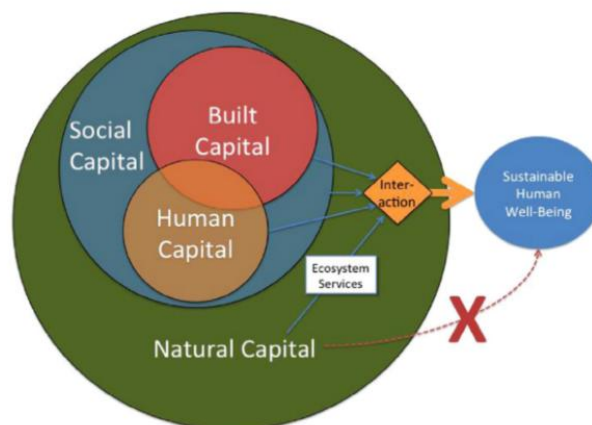 Social
Capital
Built
Capital
Human
Capital
Inter-
action
Sustainable
Human
Well-Being
Ecosystem
Services
Natural Capital
X